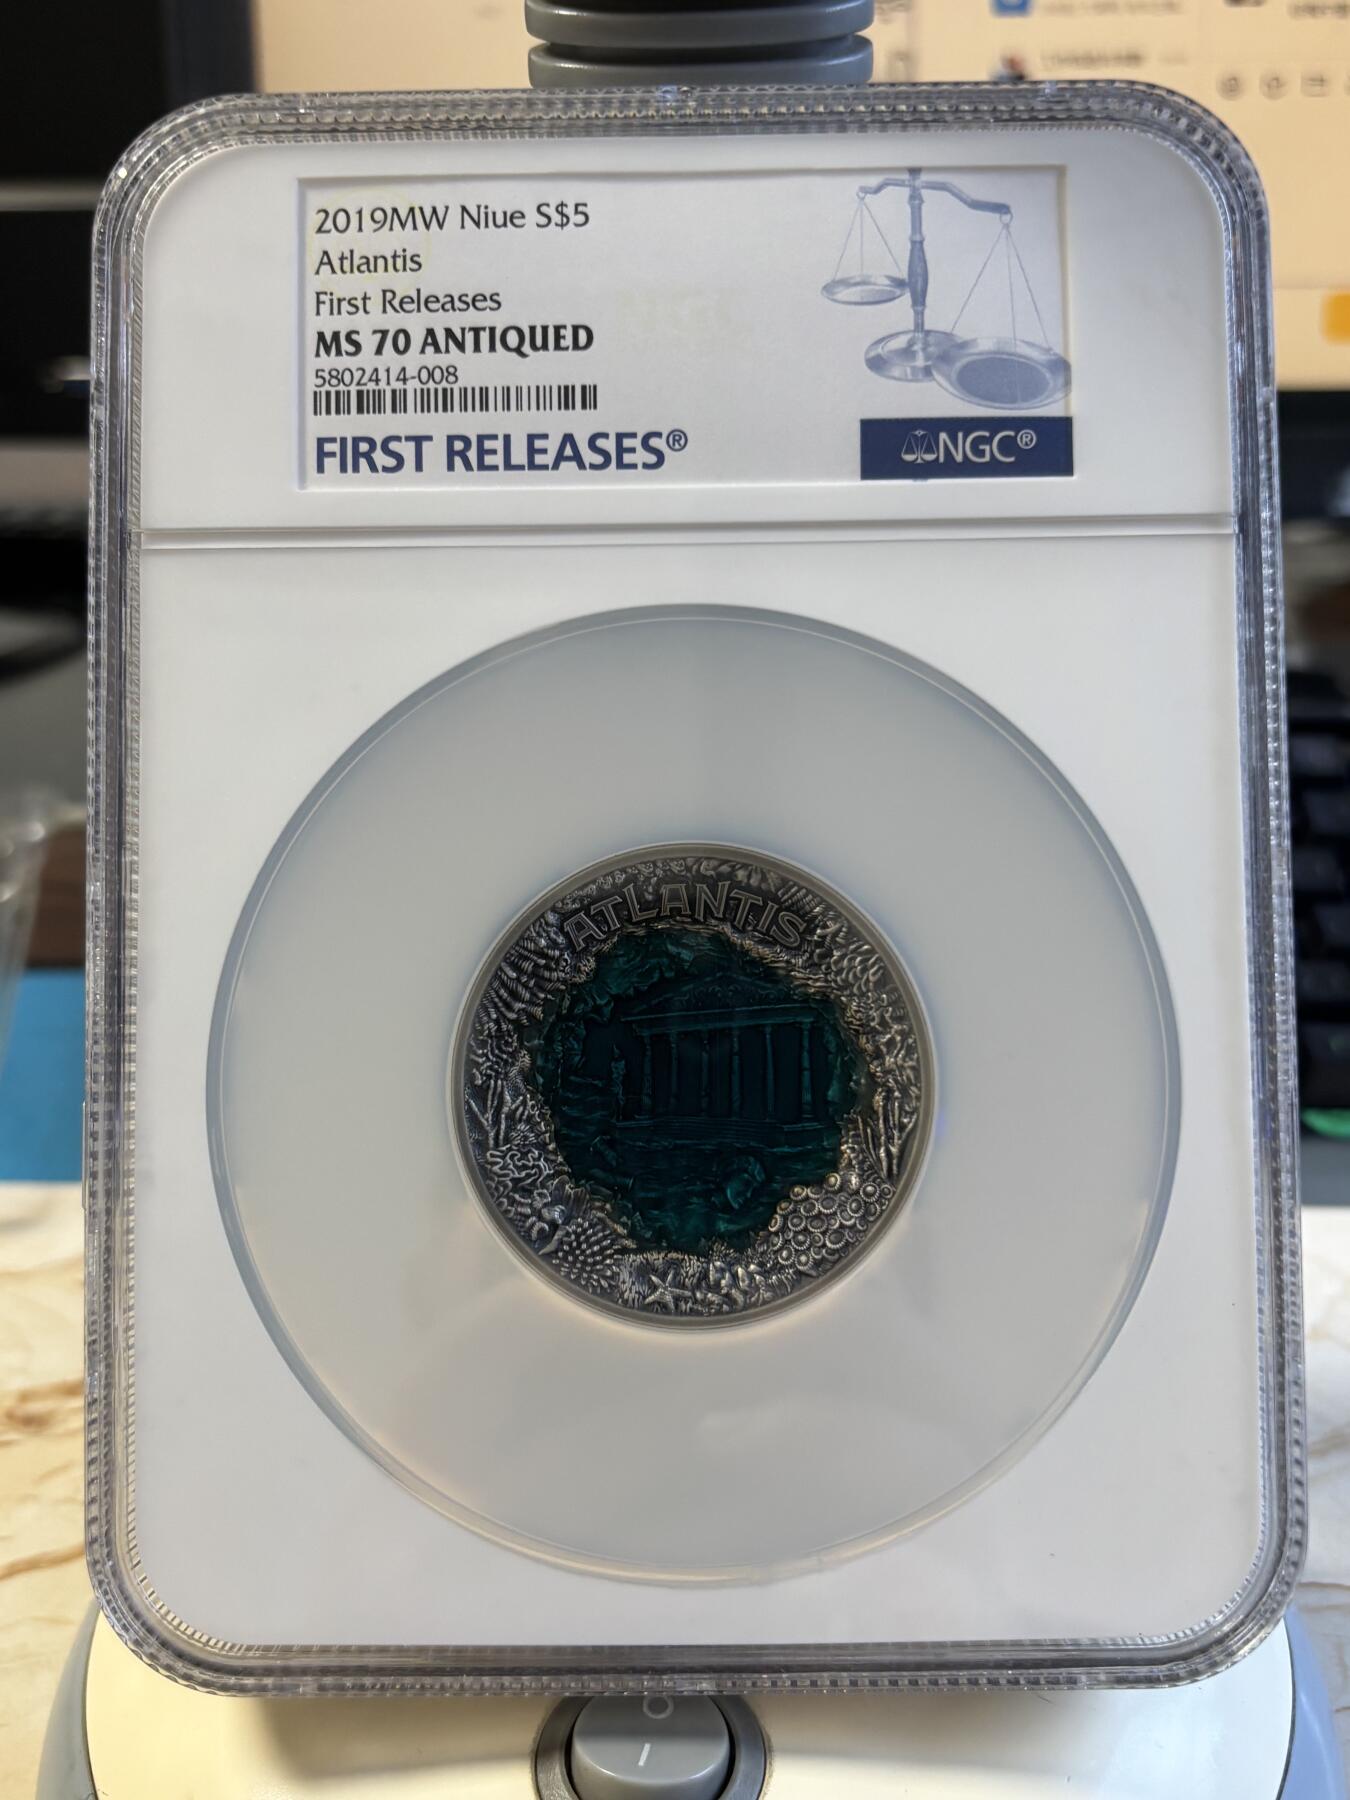 2019MW Niue S$5
Atlantis
First Releases
MS 70 ANTIQUED
5802414-008
FIRST RELEASES®
NGC®
ATLANTIS